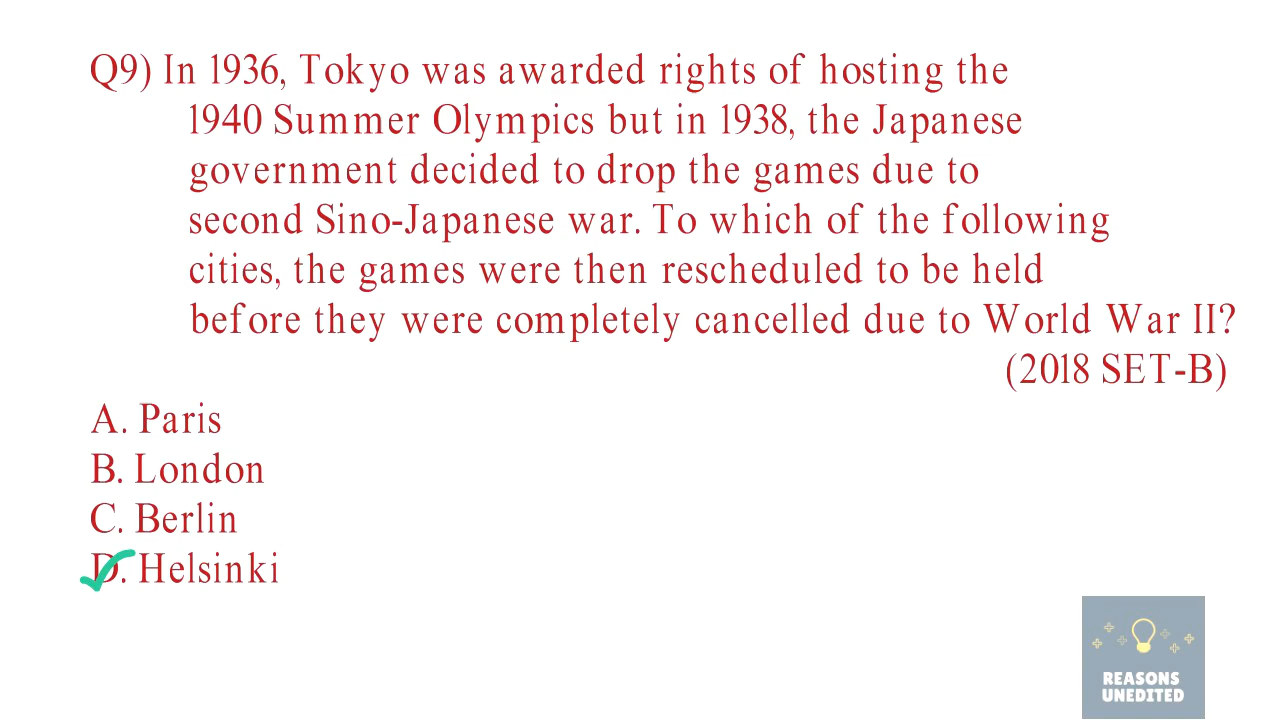 Q9) In 1936, Tokyo was awarded rights of hosting the
1940 Summer Olympics but in 1938, the Japanese
government decided to drop the games due to
second Sino-Japanese war. To which of the following
cities, the games were then rescheduled to be held
before they were completely cancelled due to World War II?
(2018 SET-B)
A. Paris
B. London
C. Berlin
D. Helsinki
REASONS
UNEDITED